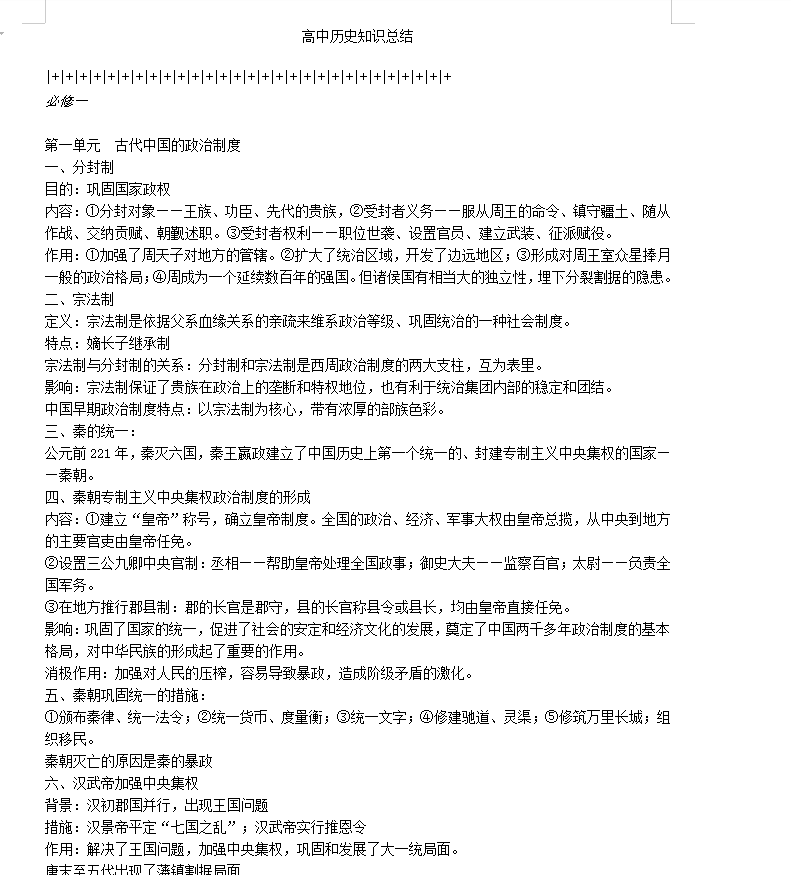 高中历史知识总结
|+|+|+|+|+|+|+|+|+|+|+|+|+|+|+|+|+|+|+|+|+|+|+|+|+|+|+|+|+
必修一
第一单元　古代中国的政治制度
一、分封制
目的：巩固国家政权
内容：①分封对象——王族、功臣、先代的贵族，②受封者义务——服从周王的命令、镇守疆土、随从
作战、交纳贡赋、朝觐述职。③受封者权利——职位世袭、设置官员、建立武装、征派赋役。
作用：①加强了周天子对地方的管辖。②扩大了统治区域，开发了边远地区；③形成对周王室众星捧月
一般的政治格局；④周成为一个延续数百年的强国。但诸侯国有相当大的独立性，埋下分裂割据的隐患。
二、宗法制
定义：宗法制是依据父系血缘关系的亲疏来维系政治等级、巩固统治的一种社会制度。
特点：嫡长子继承制
宗法制与分封制的关系：分封制和宗法制是西周政治制度的两大支柱，互为表里。
影响：宗法制保证了贵族在政治上的垄断和特权地位，也有利于统治集团内部的稳定和团结。
中国早期政治制度特点：以宗法制为核心，带有浓厚的部族色彩。
三、秦的统一：
公元前 221 年，秦灭六国，秦王嬴政建立了中国历史上第一个统一的、封建专制主义中央集权的国家—
—秦朝。
四、秦朝专制主义中央集权政治制度的形成
内容：①建立“皇帝”称号，确立皇帝制度。全国的政治、经济、军事大权由皇帝总揽，从中央到地方
的主要官吏由皇帝任免。
②设置三公九卿中央官制：丞相——帮助皇帝处理全国政事；御史大夫——监察百官；太尉——负责全
国军务。
③在地方推行郡县制：郡的长官是郡守，县的长官称县令或县长，均由皇帝直接任免。
影响：巩固了国家的统一，促进了社会的安定和经济文化的发展，奠定了中国两千多年政治制度的基本
格局，对中华民族的形成起了重要的作用。
消极作用：加强对人民的压榨，容易导致暴政，造成阶级矛盾的激化。
五、秦朝巩固统一的措施：
①颁布秦律、统一法令；②统一货币、度量衡；③统一文字；④修建驰道、灵渠；⑤修筑万里长城；组
织移民。
秦朝灭亡的原因是秦的暴政
六、汉武帝加强中央集权
背景：汉初郡国并行，出现王国问题
措施：汉景帝平定“七国之乱”；汉武帝实行推恩令
作用：解决了王国问题，加强中央集权，巩固和发展了大一统局面。
唐末至五代出现了藩镇割据局面